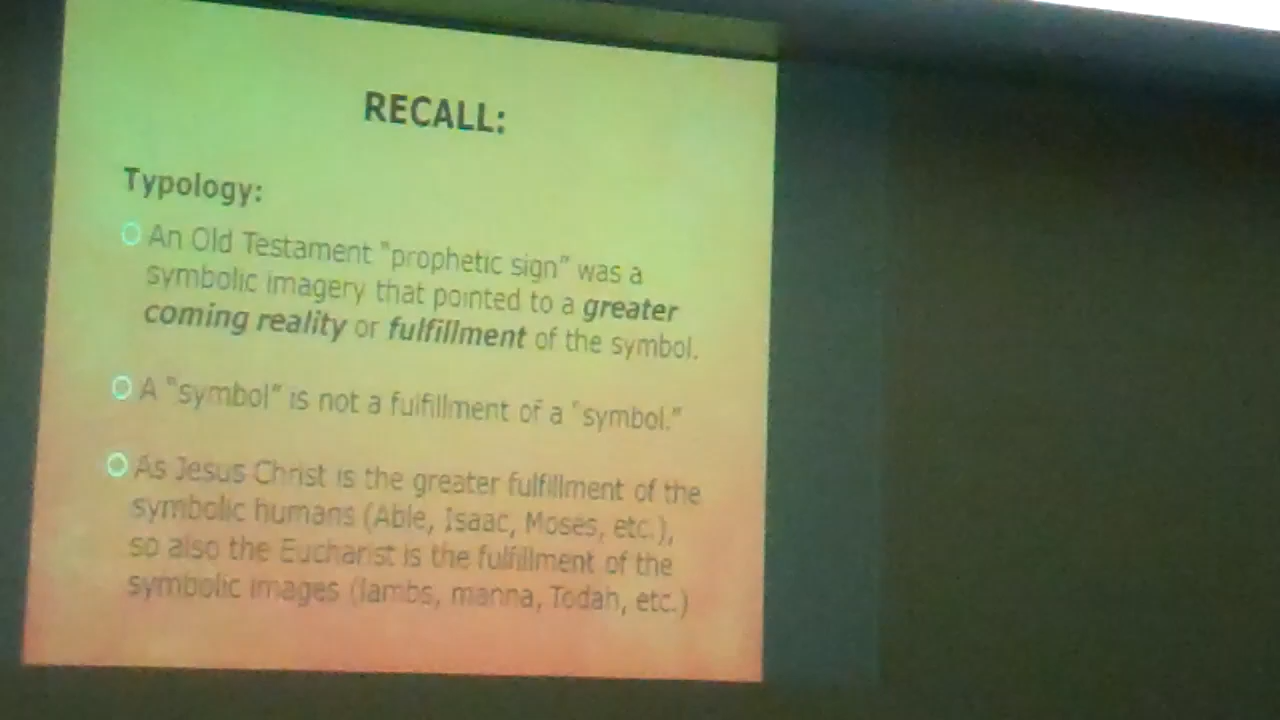 RECALL:
Typology:
An Old Testament "prophetic sign" was a
symbolic imagery that pointed to a greater
coming reality or fulfillment of the symbol.
A "symbol" is not a fulfillment of a "symbol."
As Jesus Christ is the greater fulfillment of the
symbolic humans (Able, Isaac, Moses, etc.),
so also the Eucharist is the fulfillment of the
symbolic images (lambs, manna, Todah, etc.)